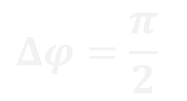 Δφ = π/2